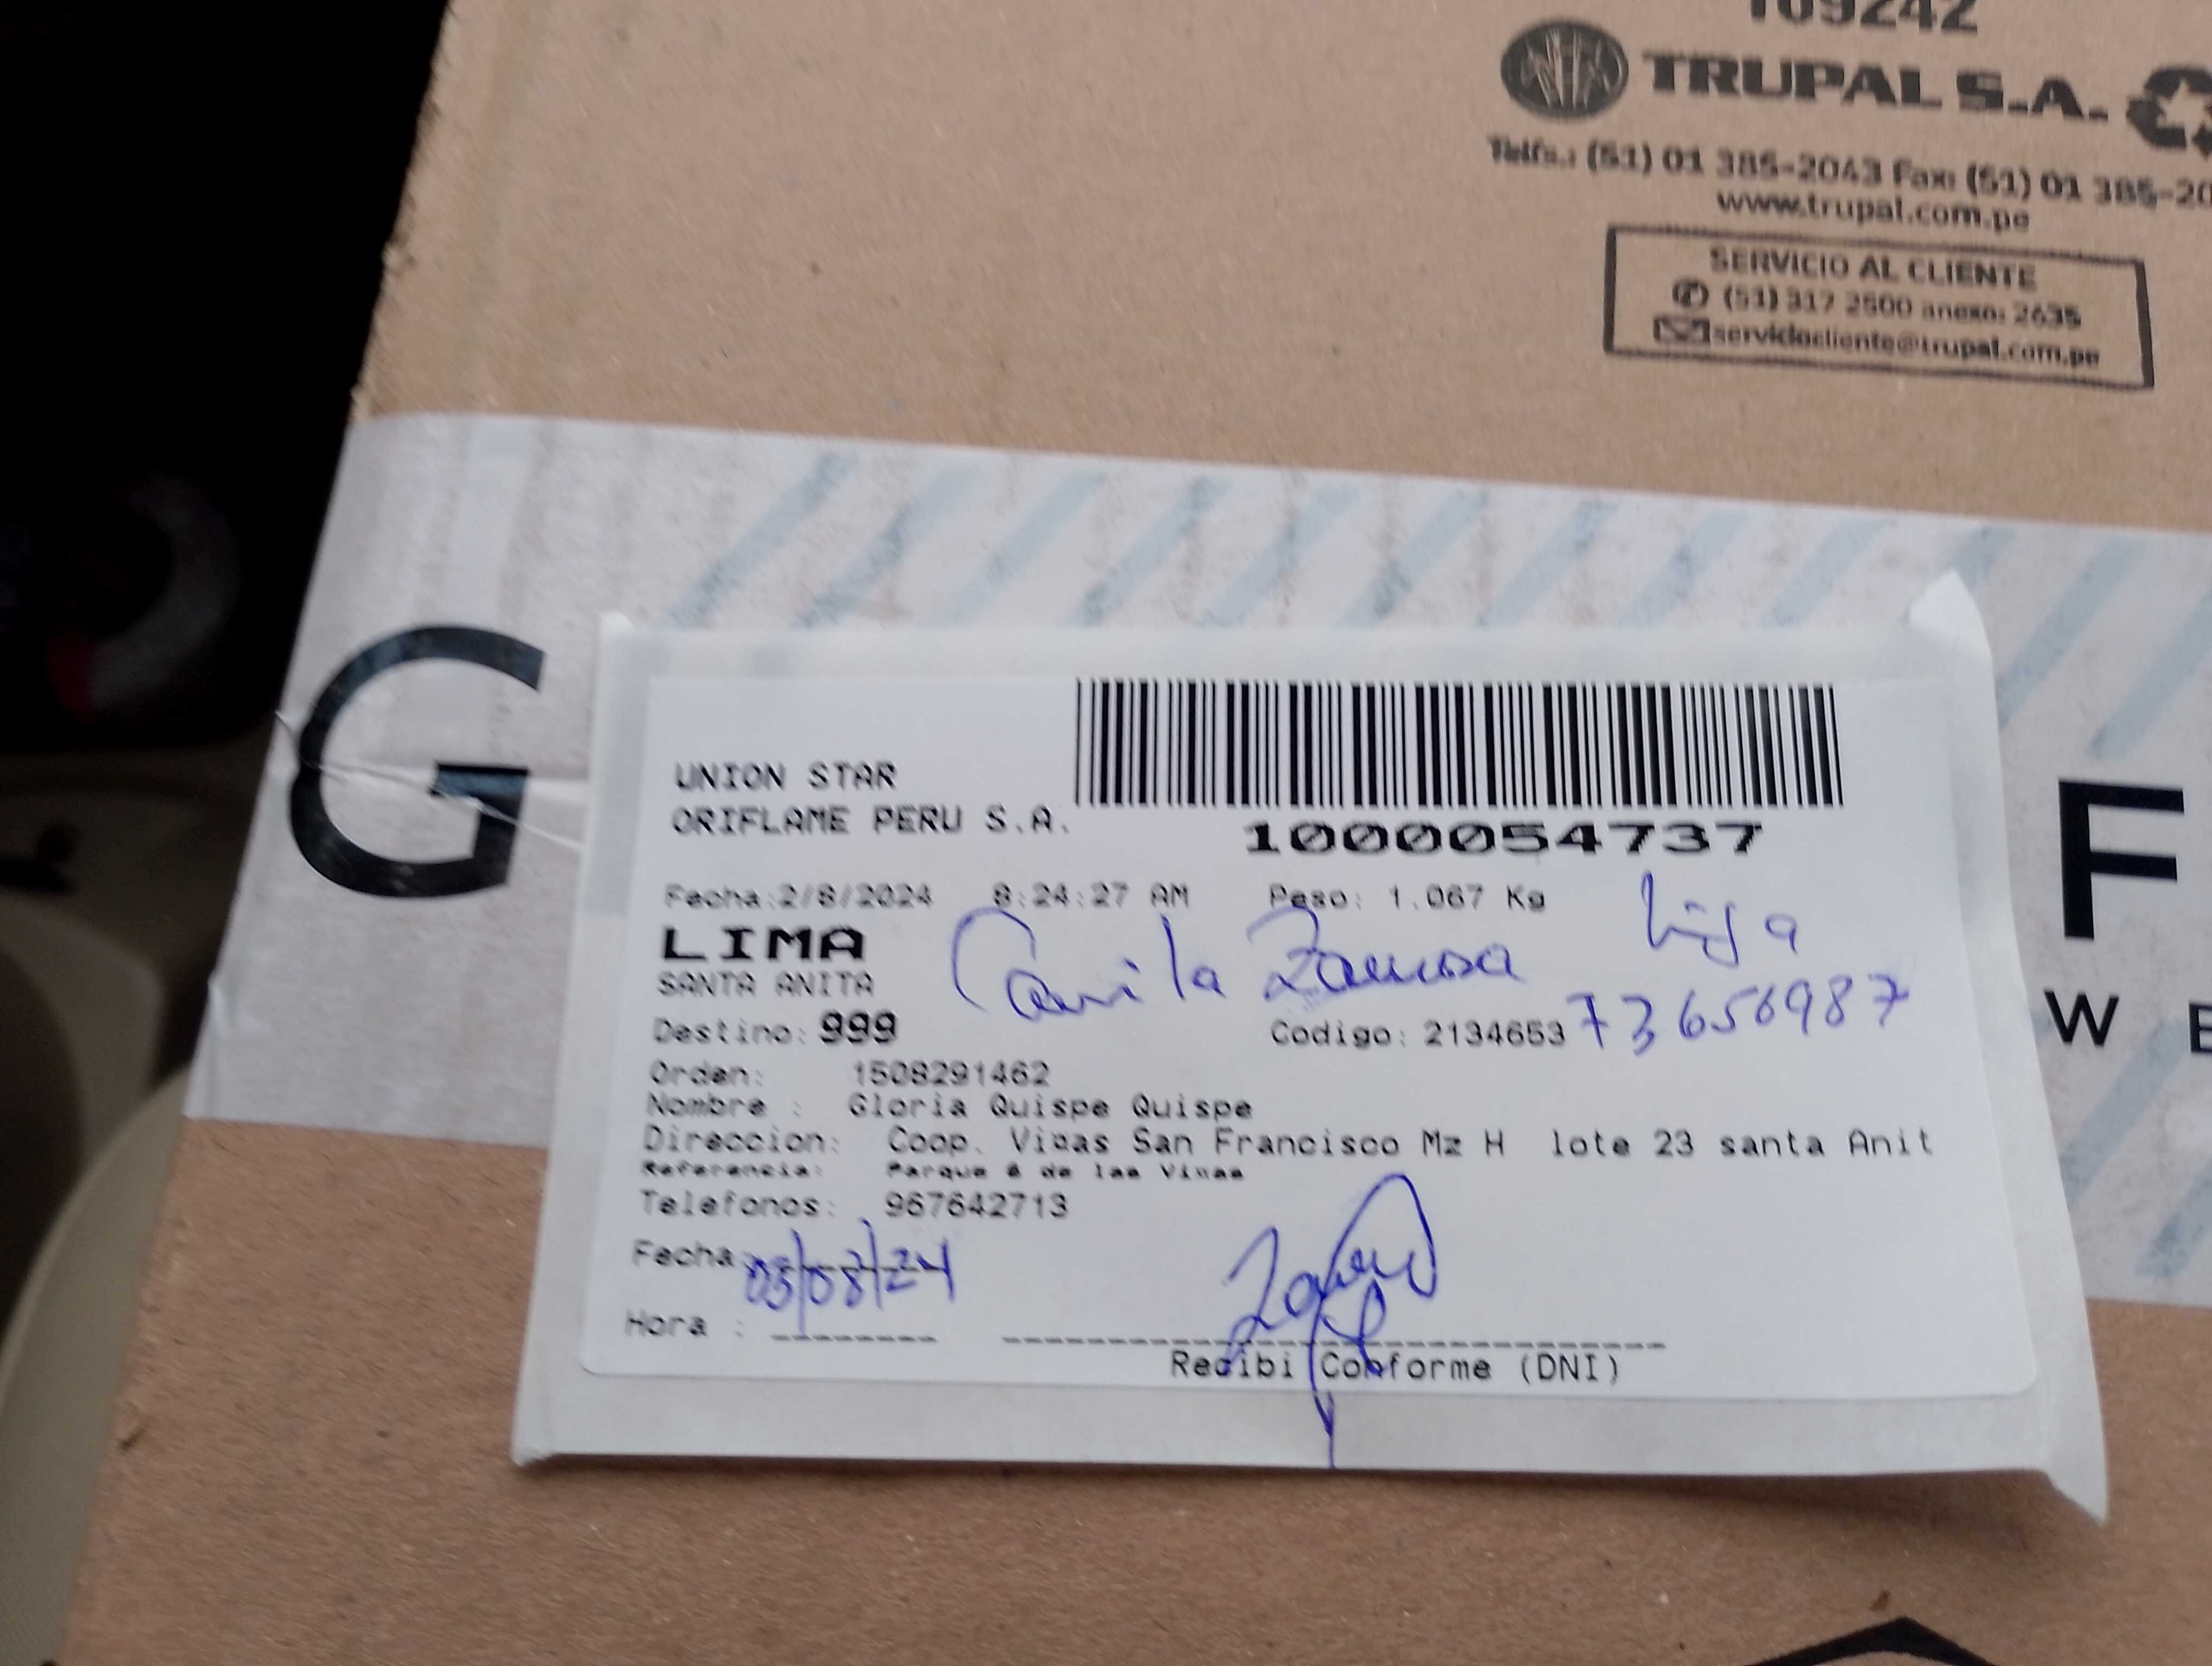 109242
TRUPAL S.A.
Telfs.: (51) 01 385-2043 Fax: (51) 01 385-20
www.trupal.com.pe
SERVICIO AL CLIENTE
(51) 317 2500 anexo: 2635
serviciocliente@trupal.com.pe
G
F
W E
UNION STAR
ORIFLAME PERU S.A.
1000054737
Fecha:2/8/2024 8:24:27 AM Peso: 1.067 Kg
hija
LIMA
Camila Zamora
SANTA ANITA
73656987
Destino: 999 Codigo: 2134653
Orden: 1508291462
Nombre : Gloria Quispe Quispe
Direccion: Coop. Viñas San Francisco Mz H lote 23 santa Anit
Referencia: Parque 6 de las Vinas
Telefonos: 967642713
Fecha: 03/08/24
Hora :
Recibi Conforme (DNI)